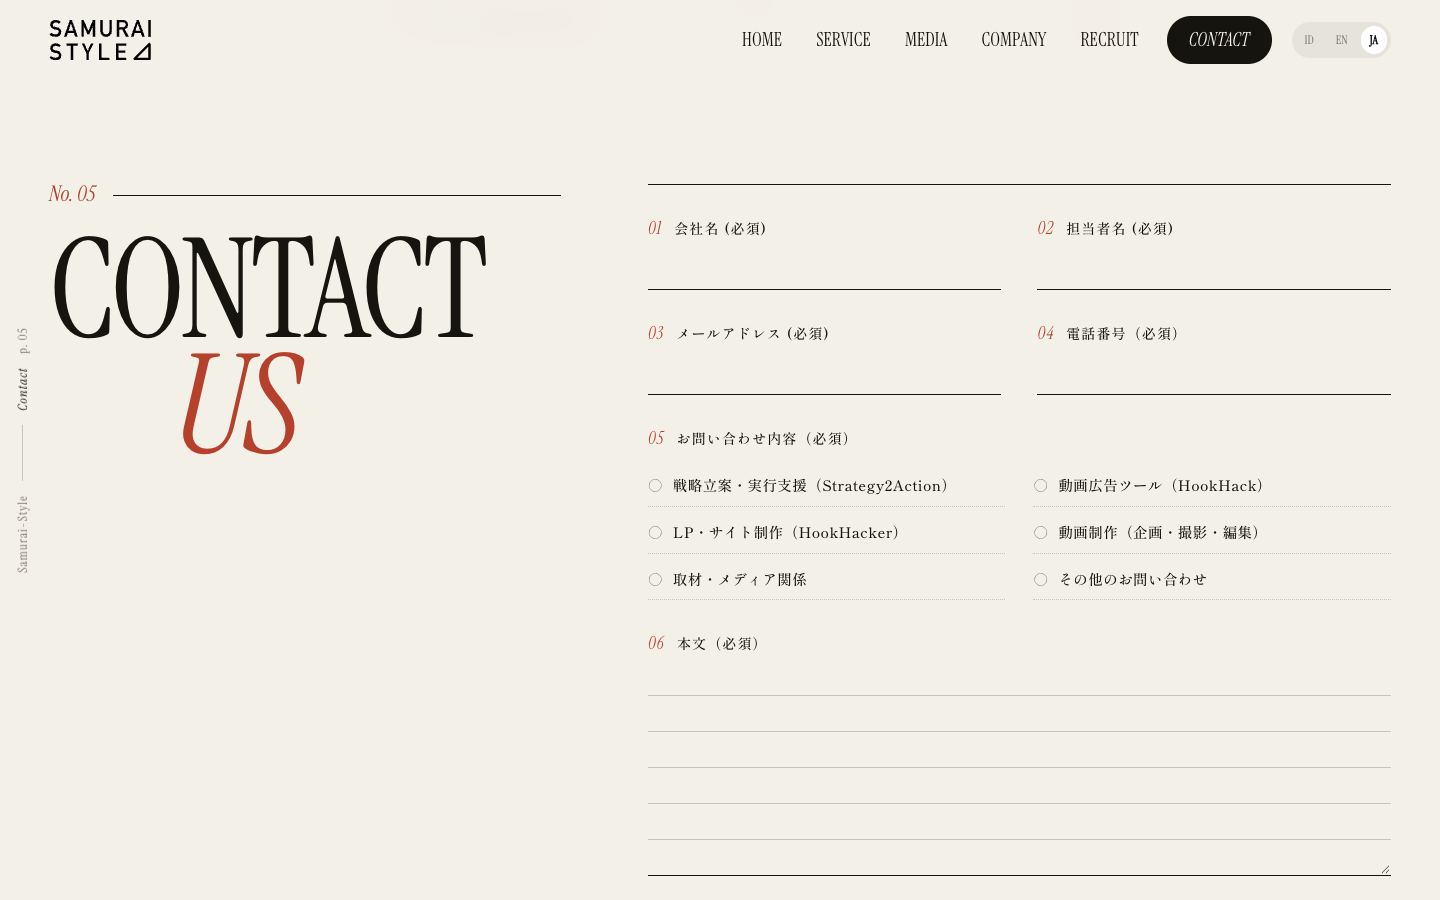 SAMURAI
STYLE
HOME SERVICE MEDIA COMPANY RECRUIT CONTACT ID EN JA
No. 05
CONTACT
US
Samurai-Style Contact p. 05
01 会社名 (必須)
02 担当者名 (必須)
03 メールアドレス (必須)
04 電話番号（必須）
05 お問い合わせ内容（必須）
戦略立案・実行支援（Strategy2Action）
動画広告ツール（HookHack）
LP・サイト制作（HookHacker）
動画制作（企画・撮影・編集）
取材・メディア関係
その他のお問い合わせ
06 本文（必須）